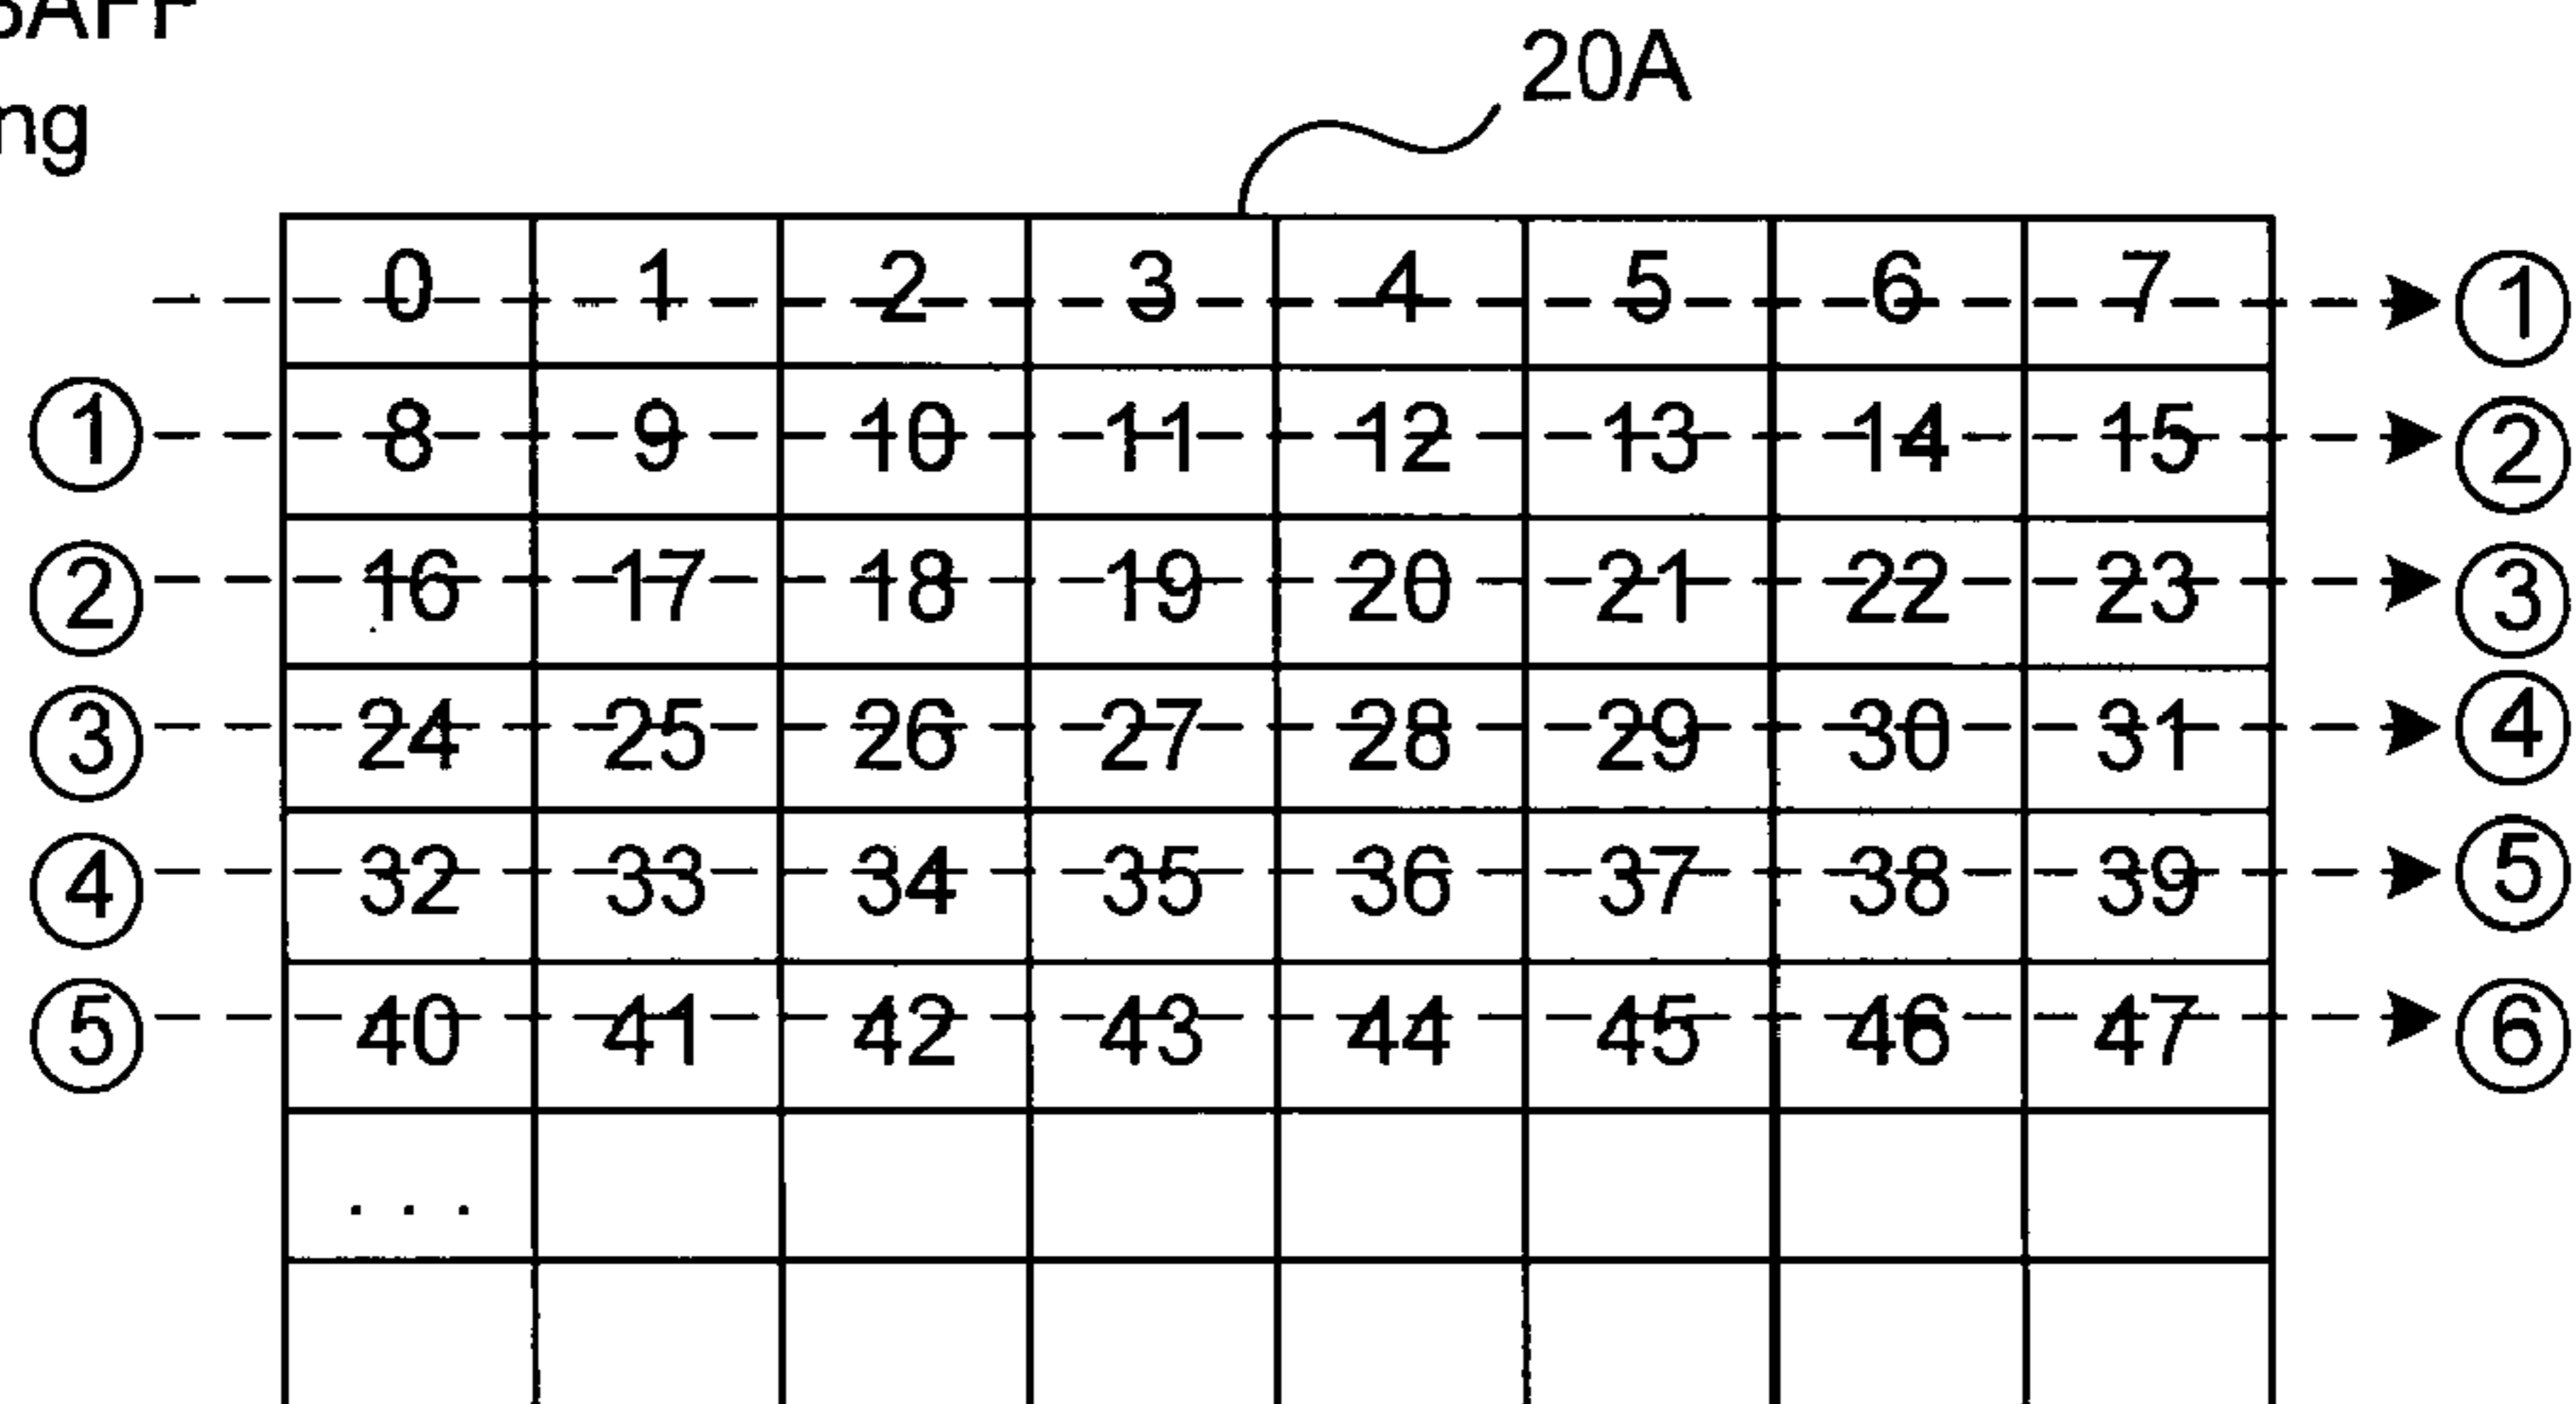 20A
0 1 2 3 4 5 6 7 ①
① 8 9 10 11 12 13 14 15 ②
② 16 17 18 19 20 21 22 23 ③
③ 24 25 26 27 28 29 30 31 ④
④ 32 33 34 35 36 37 38 39 ⑤
⑤ 40 41 42 43 44 45 46 47 ⑥
. . .